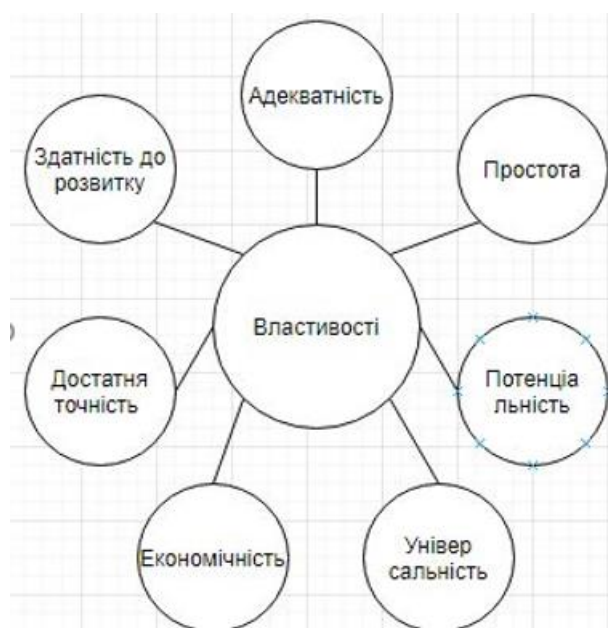 Адекватність
Здатність до
розвитку
Простота
Властивості
Достатня
точність
Потенціа
льність
Економічність
Універ
сальність